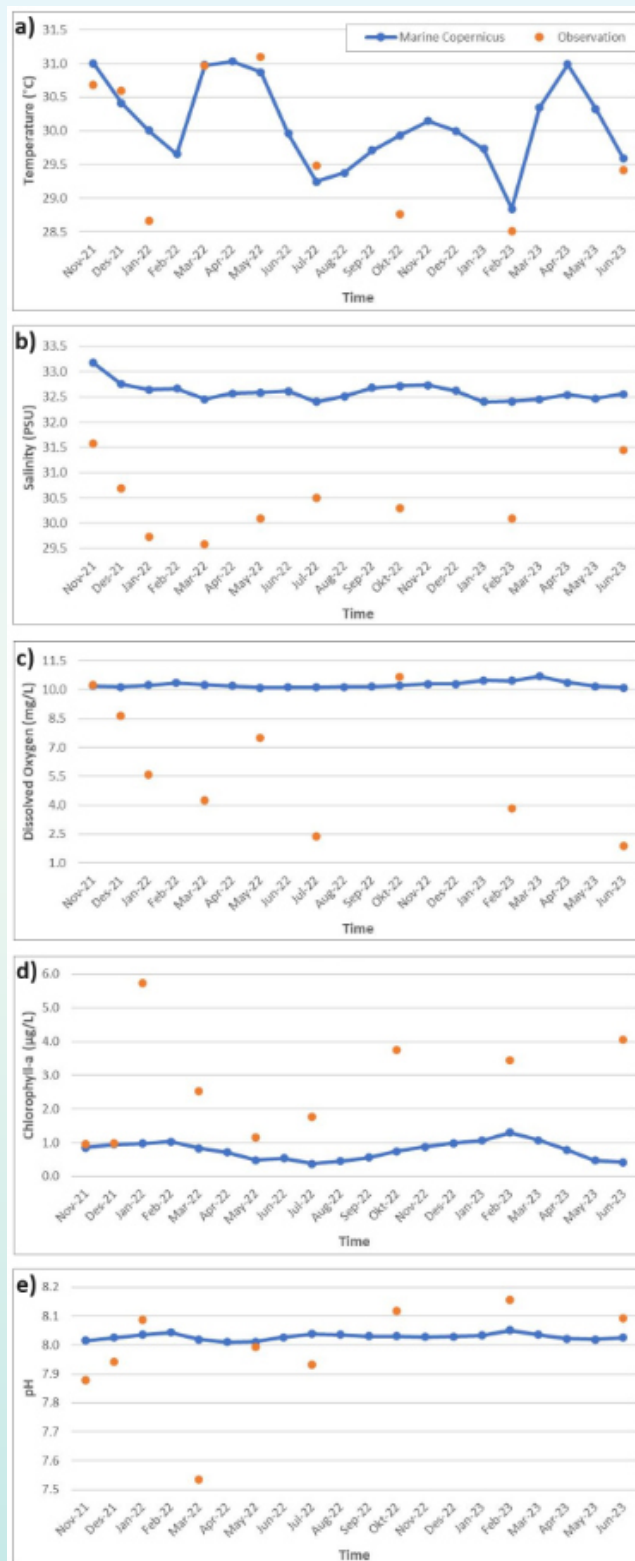 a)
Marine Copernicus Observation
31.5
31.0
30.5
30.0
29.5
29.0
28.5
Temperature (°C)
Nov-21 Des-21 Jan-22 Feb-22 Mar-22 Apr-22 May-22 Jun-22 Jul-22 Aug-22 Sep-22 Okt-22 Nov-22 Dec-22 Jan-23 Feb-23 Mar-23 Apr-23 May-23 Jun-23
Time
b)
33.5
33.0
32.5
32.0
31.5
31.0
30.5
30.0
29.5
Salinity (PSU)
Nov-21 Des-21 Jan-22 Feb-22 Mar-22 Apr-22 May-22 Jun-22 Jul-22 Aug-22 Sep-22 Okt-22 Nov-22 Dec-22 Jan-23 Feb-23 Mar-23 Apr-23 May-23 Jun-23
Time
c)
11.5
10.0
8.5
7.0
5.5
4.0
2.5
1.0
Dissolved Oxygen (mg/L)
Nov-21 Des-21 Jan-22 Feb-22 Mar-22 Apr-22 May-22 Jun-22 Jul-22 Aug-22 Sep-22 Okt-22 Nov-22 Dec-22 Jan-23 Feb-23 Mar-23 Apr-23 May-23 Jun-23
Time
d)
6.0
5.0
4.0
3.0
2.0
1.0
0.0
Chlorophyll-a (µg/L)
Nov-21 Des-21 Jan-22 Feb-22 Mar-22 Apr-22 May-22 Jun-22 Jul-22 Aug-22 Sep-22 Okt-22 Nov-22 Dec-22 Jan-23 Feb-23 Mar-23 Apr-23 May-23 Jun-23
Time
e)
8.2
8.1
8.0
7.9
7.8
7.7
7.6
7.5
pH
Nov-21 Des-21 Jan-22 Feb-22 Mar-22 Apr-22 May-22 Jun-22 Jul-22 Aug-22 Sep-22 Okt-22 Nov-22 Dec-22 Jan-23 Feb-23 Mar-23 Apr-23 May-23 Jun-23
Time